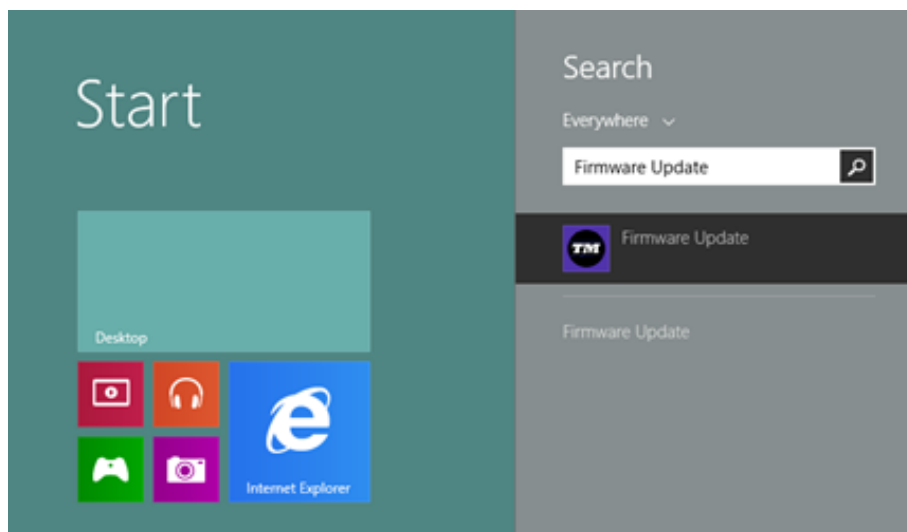 Start
Desktop
Internet Explorer
Search
Everywhere
Firmware Update
TM
Firmware Update
Firmware Update